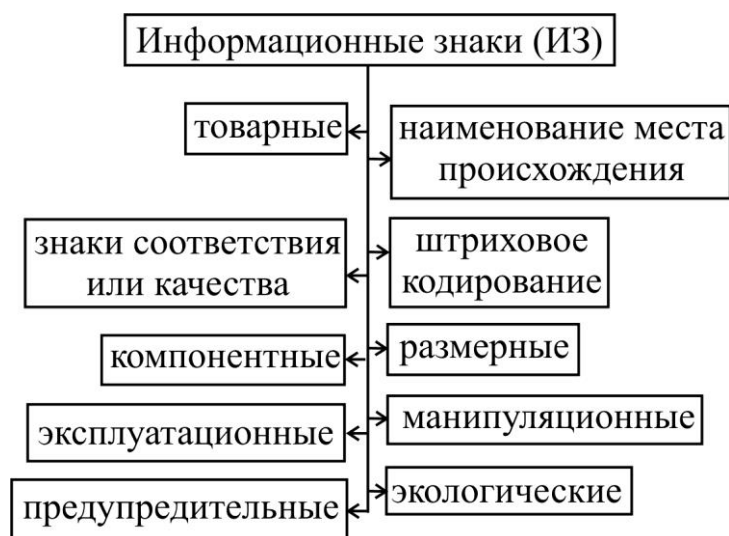 Информационные знаки (ИЗ)
товарные
наименование места
происхождения
знаки соответствия
или качества
штриховое
кодирование
компонентные
размерные
эксплуатационные
манипуляционные
предупредительные
экологические